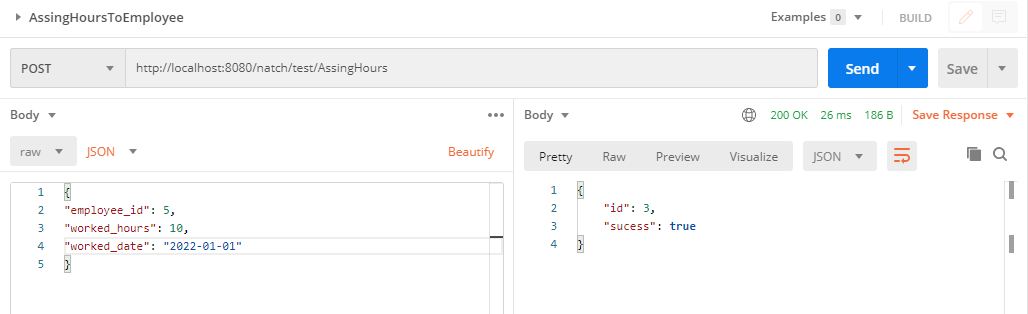 AssingHoursToEmployee
Examples 0 BUILD
POST http://localhost:8080/natch/test/AssingHours Send Save
Body
raw JSON Beautify
1 {
2 "employee_id": 5,
3 "worked_hours": 10,
4 "worked_date": "2022-01-01"
5 }
Body 200 OK 26 ms 186 B Save Response
Pretty Raw Preview Visualize JSON
1 {
2 "id": 3,
3 "sucess": true
4 }